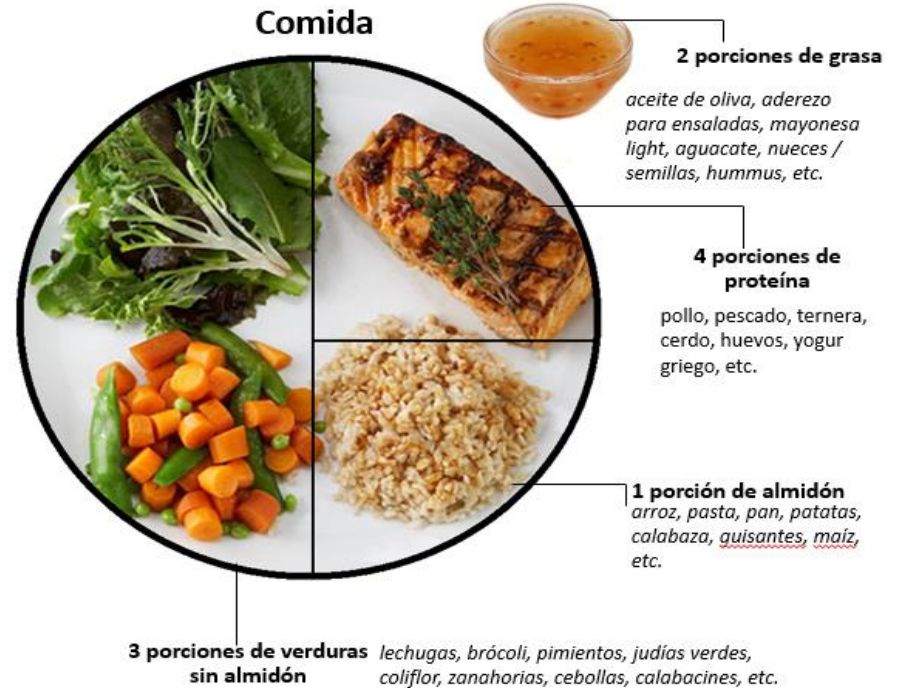 Comida
2 porciones de grasa
aceite de oliva, aderezo
para ensaladas, mayonesa
light, aguacate, nueces /
semillas, hummus, etc.
4 porciones de
proteína
pollo, pescado, ternera,
cerdo, huevos, yogur
griego, etc.
1 porción de almidón
arroz, pasta, pan, patatas,
calabaza, guisantes, maíz,
etc.
3 porciones de verduras
sin almidón
lechugas, brócoli, pimientos, judías verdes,
coliflor, zanahorias, cebollas, calabacines, etc.